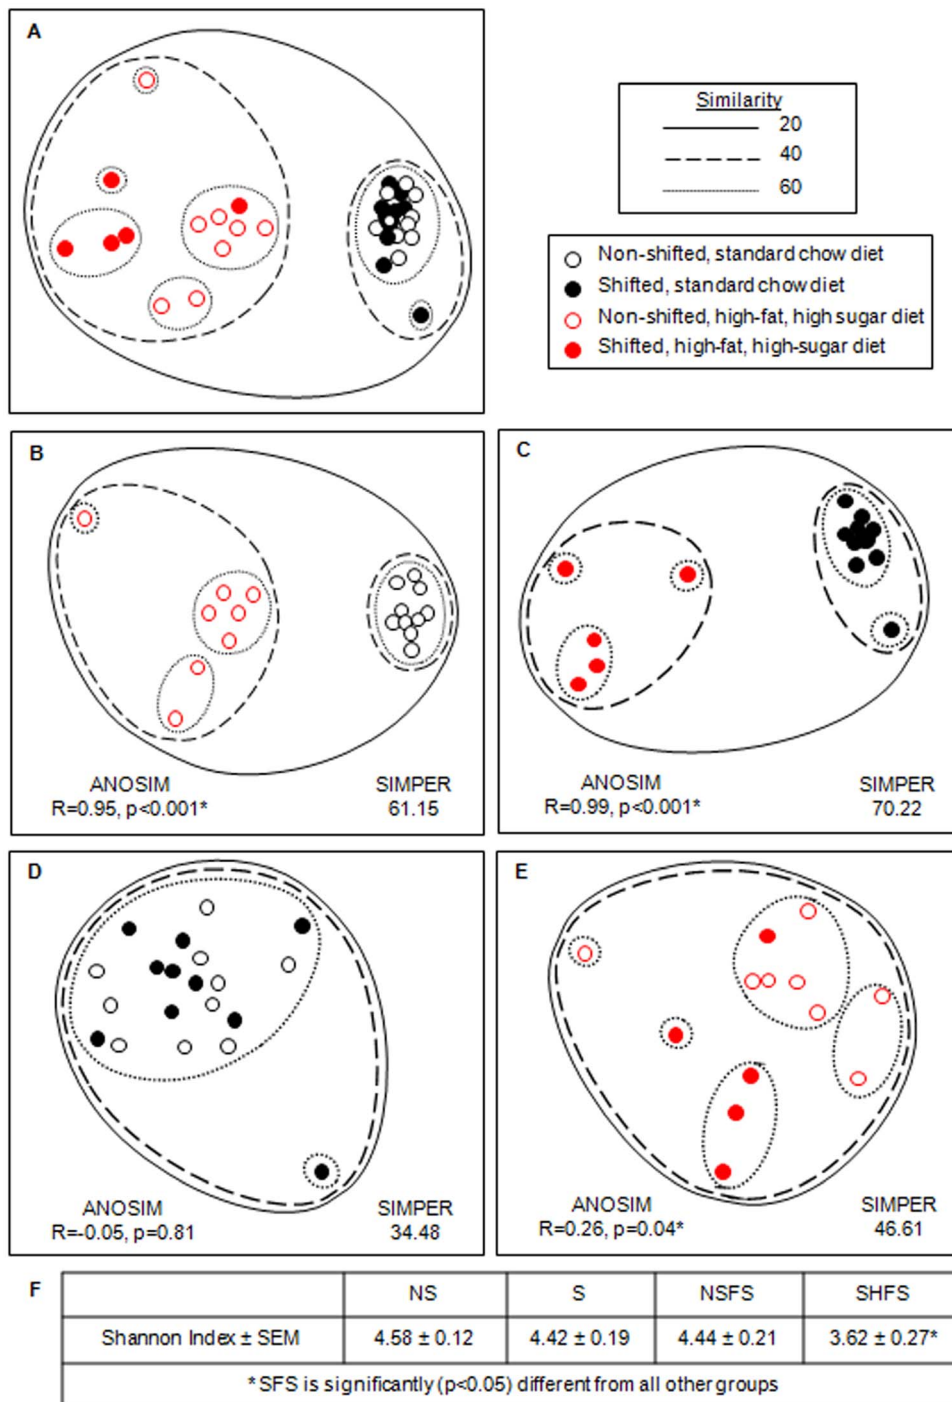 A
Similarity
20
40
60
Non-shifted, standard chow diet
Shifted, standard chow diet
Non-shifted, high-fat, high sugar diet
Shifted, high-fat, high-sugar diet
B
ANOSIM SIMPER
R=0.95, p<0.001* 61.15
C
ANOSIM SIMPER
R=0.99, p<0.001* 70.22
D
ANOSIM SIMPER
R=-0.05, p=0.81 34.48
E
ANOSIM SIMPER
R=0.26, p=0.04* 46.61
F
NS S NSFS SHFS
Shannon Index ± SEM 4.58 ± 0.12 4.42 ± 0.19 4.44 ± 0.21 3.62 ± 0.27*
* SFS is significantly (p<0.05) different from all other groups